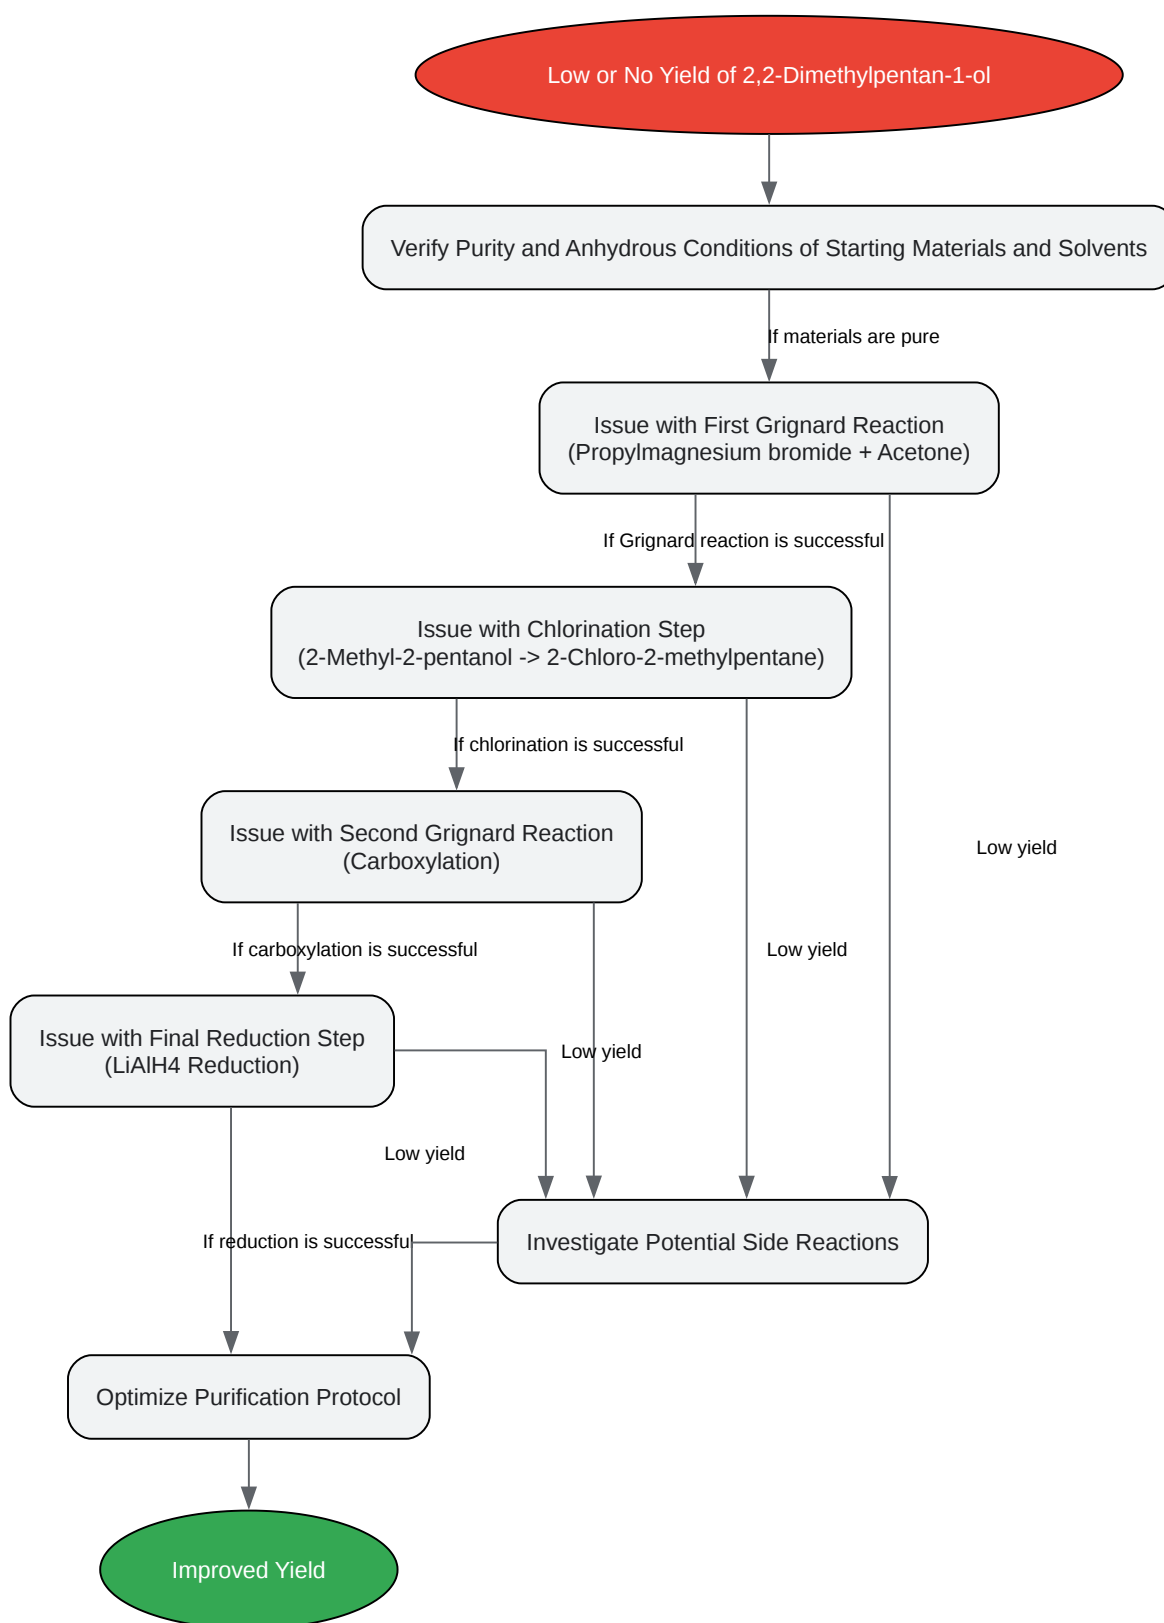 Low or No Yield of 2,2-Dimethylpentan-1-ol
Verify Purity and Anhydrous Conditions of Starting Materials and Solvents
If materials are pure
Issue with First Grignard Reaction
(Propylmagnesium bromide + Acetone)
If Grignard reaction is successful
Issue with Chlorination Step
(2-Methyl-2-pentanol -> 2-Chloro-2-methylpentane)
If chlorination is successful
Issue with Second Grignard Reaction
(Carboxylation)
Low yield
If carboxylation is successful
Low yield
Issue with Final Reduction Step
(LiAlH4 Reduction)
Low yield
Low yield
If reduction is successful
Investigate Potential Side Reactions
Optimize Purification Protocol
Improved Yield